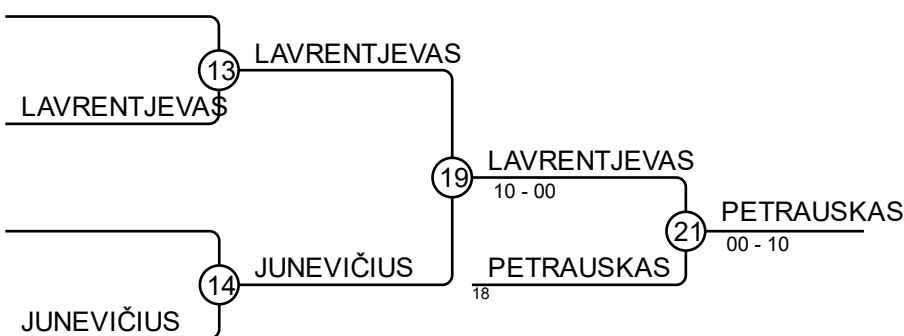 LAVRENTJEVAS
13
LAVRENTJEVAS
LAVRENTJEVAS
19
10 - 00
PETRAUSKAS
21
00 - 10
JUNEVIČIUS
PETRAUSKAS
14
18
JUNEVIČIUS